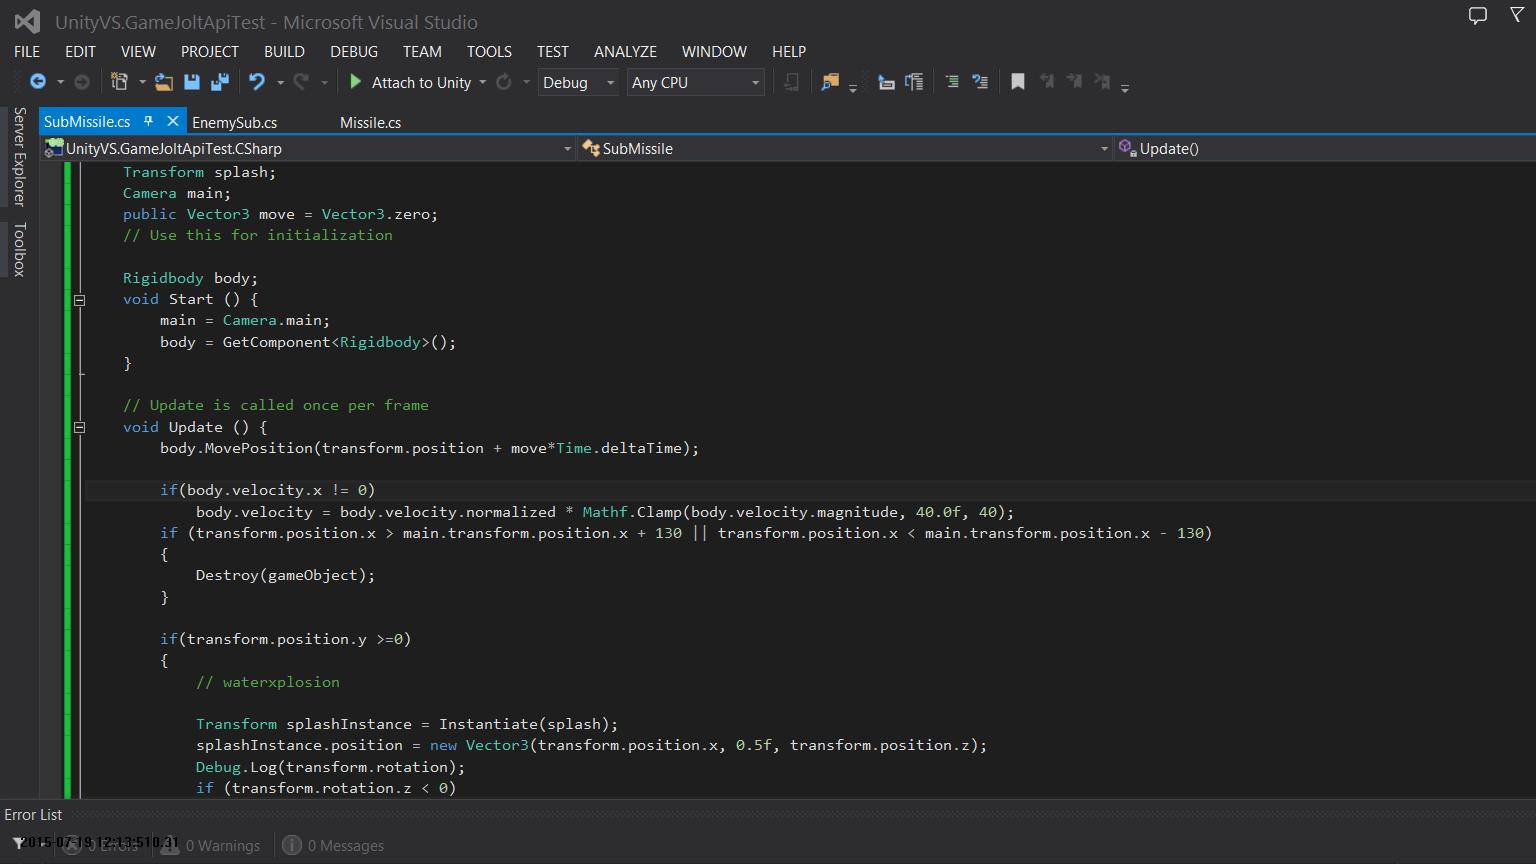 UnityVS.GameJoltApiTest - Microsoft Visual Studio
FILE EDIT VIEW PROJECT BUILD DEBUG TEAM TOOLS TEST ANALYZE WINDOW HELP
Attach to Unity Debug Any CPU
Server Explorer
Toolbox
SubMissile.cs EnemySub.cs Missile.cs
UnityVS.GameJoltApiTest.CSharp SubMissile Update()
Transform splash;
Camera main;
public Vector3 move = Vector3.zero;
// Use this for initialization
Rigidbody body;
void Start () {
main = Camera.main;
body = GetComponent<Rigidbody>();
}
// Update is called once per frame
void Update () {
body.MovePosition(transform.position + move*Time.deltaTime);
if(body.velocity.x != 0)
body.velocity = body.velocity.normalized * Mathf.Clamp(body.velocity.magnitude, 40.0f, 40);
if (transform.position.x > main.transform.position.x + 130 || transform.position.x < main.transform.position.x - 130)
{
Destroy(gameObject);
}
if(transform.position.y >=0)
{
// waterxplosion
Transform splashInstance = Instantiate(splash);
splashInstance.position = new Vector3(transform.position.x, 0.5f, transform.position.z);
Debug.Log(transform.rotation);
if (transform.rotation.z < 0)
Error List
0 Errors 0 Warnings 0 Messages